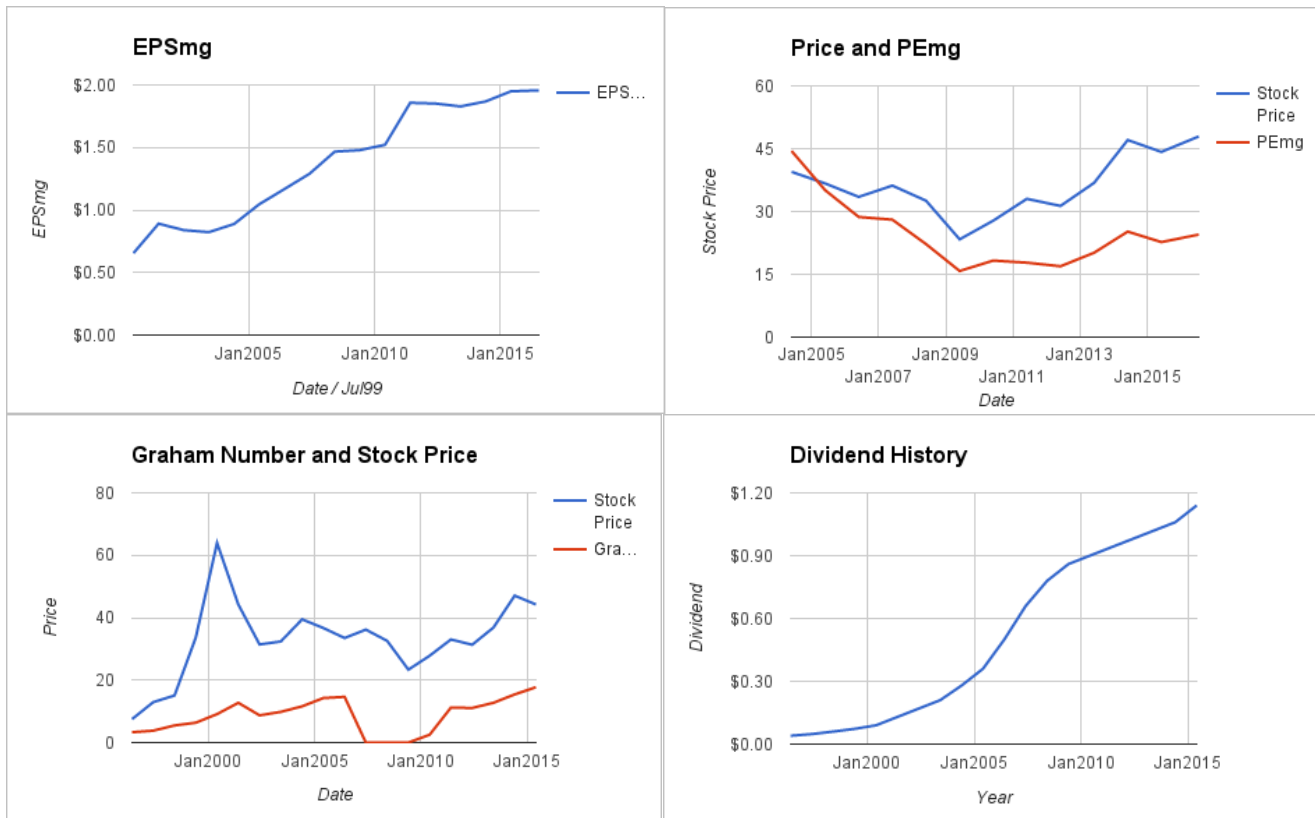 EPSmg
$2.00
$1.50
$1.00
$0.50
$0.00
EPSmg
EPS...
Jan2005
Jan2010
Jan2015
Date / Jul99
Price and PEmg
60
45
30
15
0
Stock Price
Stock
Price
PEmg
Jan2005
Jan2009
Jan2013
Jan2007
Jan2011
Jan2015
Date
Graham Number and Stock Price
80
60
40
20
0
Price
Stock
Price
Gra...
Jan2000
Jan2005
Jan2010
Jan2015
Date
Dividend History
$1.20
$0.90
$0.60
$0.30
$0.00
Dividend
Jan2000
Jan2005
Jan2010
Jan2015
Year